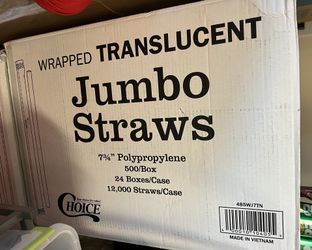 WRAPPED TRANSLUCENT
Jumbo
Straws
7¾" Polypropylene
500/Box
24 Boxes/Case
12,000 Straws/Case
CHOICE
485WJ7TN
MADE IN VIETNAM